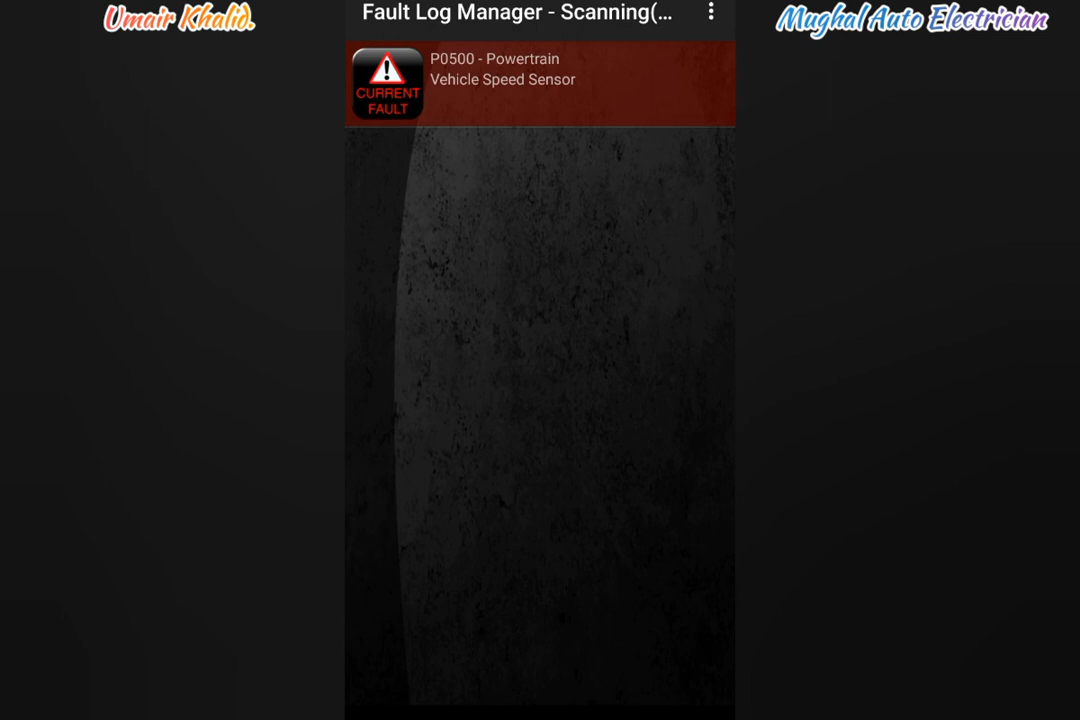 Umair Khalid.
Fault Log Manager - Scanning(...
Mughal Auto Electrician
CURRENT
FAULT
P0500 - Powertrain
Vehicle Speed Sensor